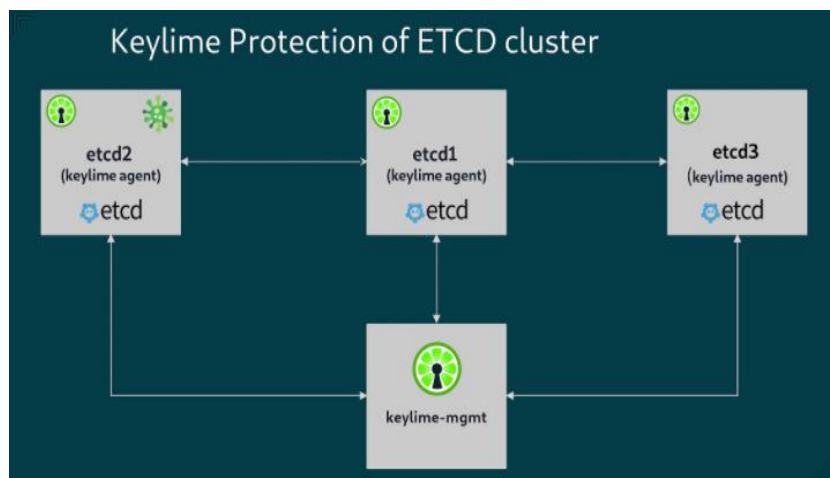 Keylime Protection of ETCD cluster
etcd2
(keylime agent)
etcd
etcd1
(keylime agent)
etcd
etcd3
(keylime agent)
etcd
keylime-mgmt